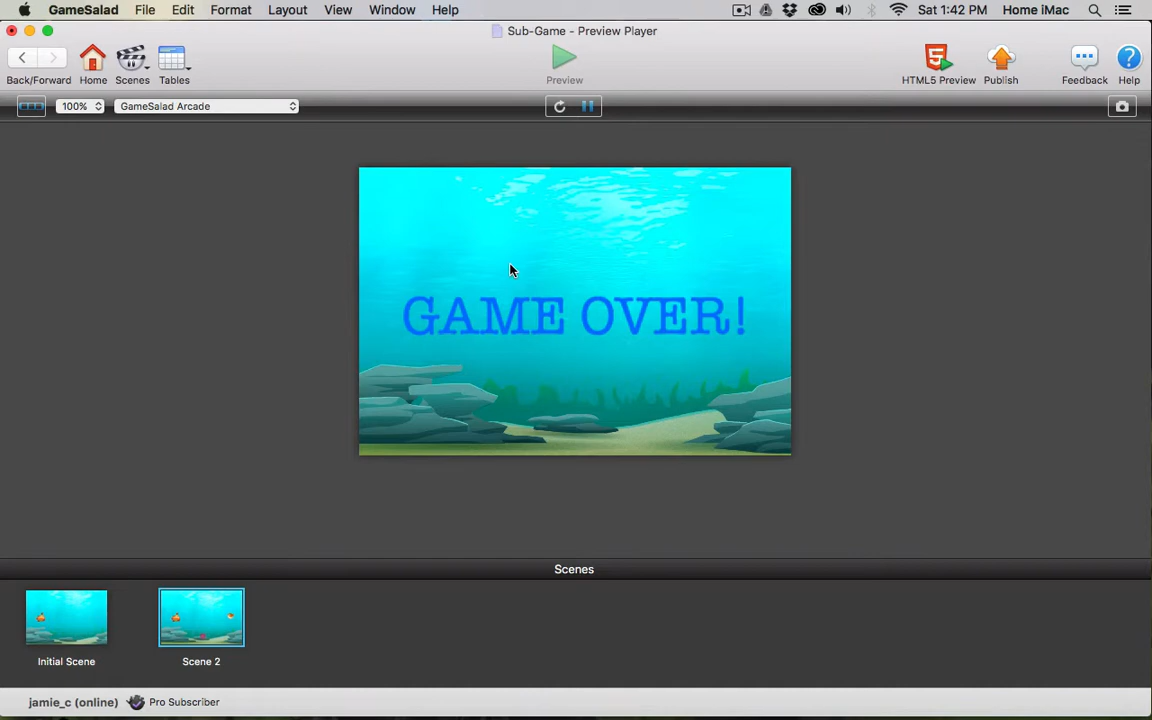 GameSalad File Edit Format Layout View Window Help Sat 1:42 PM Home iMac
Sub-Game - Preview Player
Back/Forward Home Scenes Tables Preview HTML5 Preview Publish Feedback Help
100% GameSalad Arcade
GAME OVER!
Scenes
Initial Scene Scene 2
jamie_c (online) Pro Subscriber